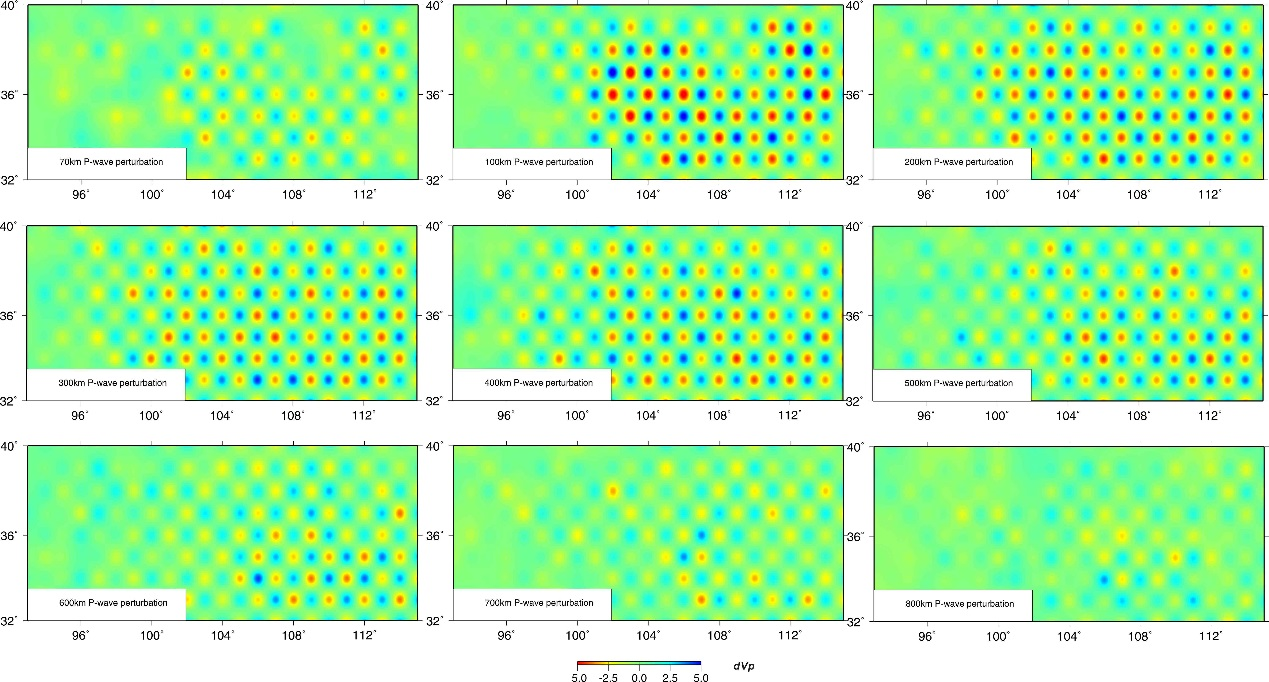 40° 40° 40°
36° 36° 36°
70km P-wave perturbation 100km P-wave perturbation 200km P-wave perturbation
32° 32° 32°
96° 100° 104° 108° 112° 96° 100° 104° 108° 112° 96° 100° 104° 108° 112°
40° 40° 40°
36° 36° 36°
300km P-wave perturbation 400km P-wave perturbation 500km P-wave perturbation
32° 32° 32°
96° 100° 104° 108° 112° 96° 100° 104° 108° 112° 96° 100° 104° 108° 112°
40° 40° 40°
36° 36° 36°
600km P-wave perturbation 700km P-wave perturbation 800km P-wave perturbation
32° 32° 32°
96° 100° 104° 108° 112° 96° 100° 104° 108° 112° 96° 100° 104° 108° 112°
dVp
5.0 -2.5 0.0 2.5 5.0